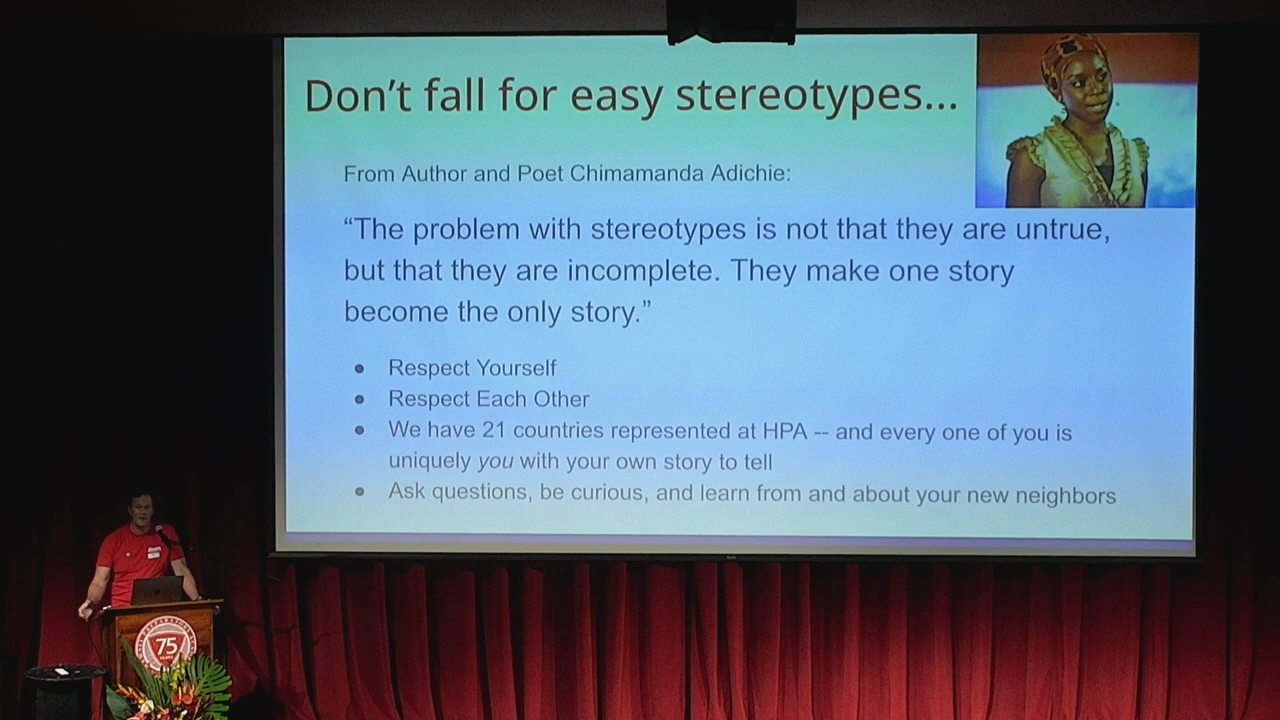 Don't fall for easy stereotypes...
From Author and Poet Chimamanda Adichie:
“The problem with stereotypes is not that they are untrue,
but that they are incomplete. They make one story
become the only story.”
● Respect Yourself
● Respect Each Other
● We have 21 countries represented at HPA -- and every one of you is
uniquely you with your own story to tell
● Ask questions, be curious, and learn from and about your new neighbors
75